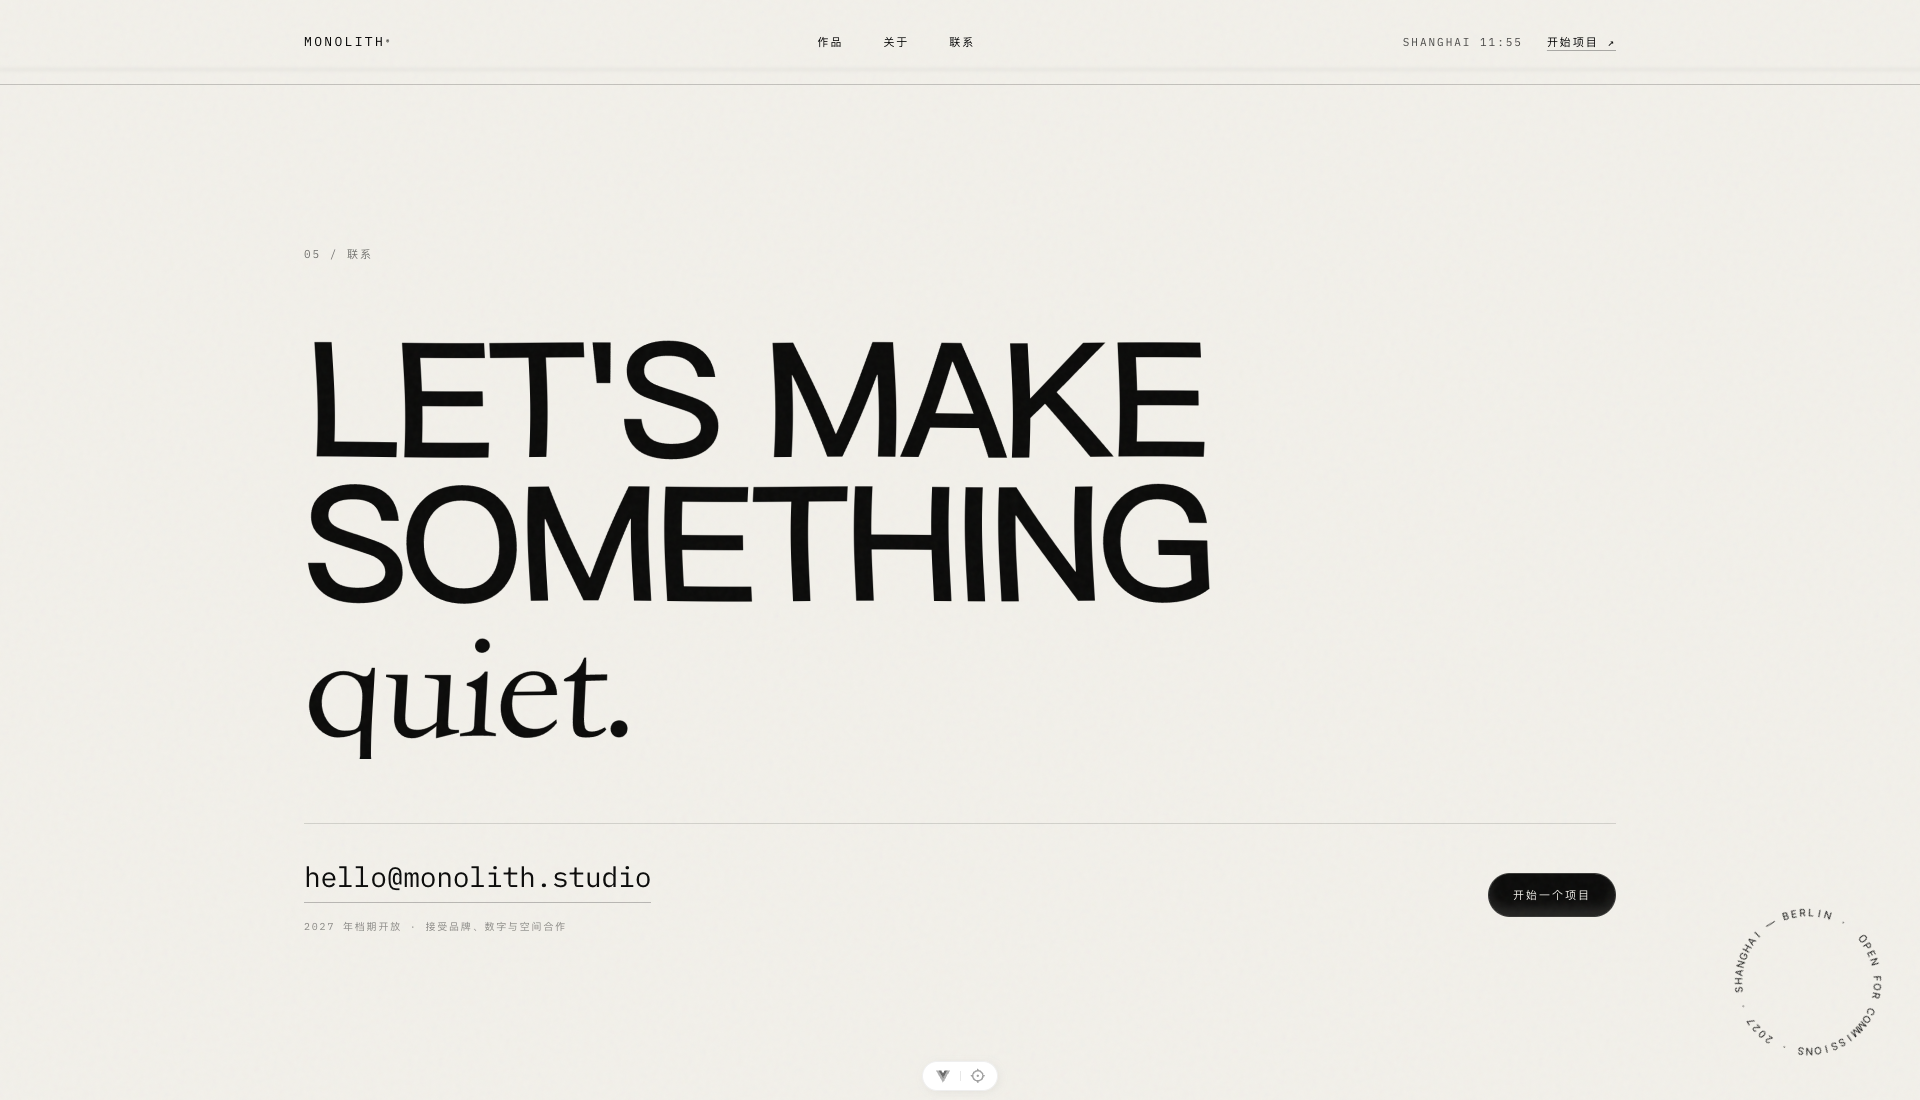 MONOLITH
作品 关于 联系
SHANGHAI 11:55 开始项目 ↗
05 / 联系
LET'S MAKE
SOMETHING
quiet.
hello@monolith.studio
2027 年档期开放 · 接受品牌、数字与空间合作
开始一个项目
SHANGHAI — BERLIN · OPEN FOR COMMISSIONS · 2027 ·